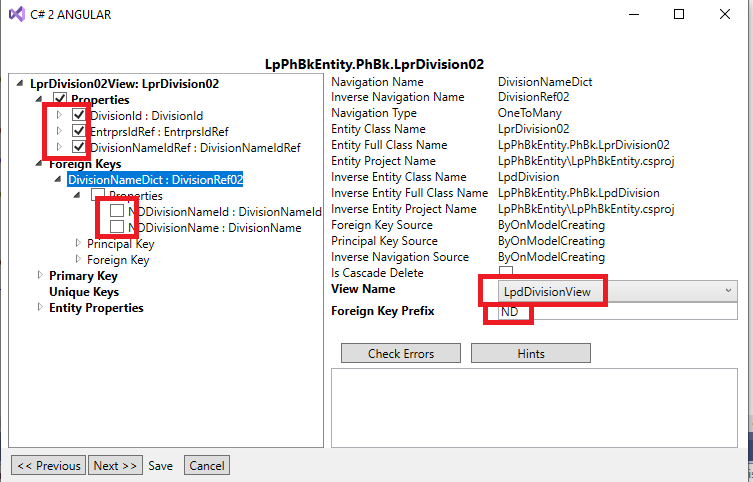 C# 2 ANGULAR
LpPhBkEntity.PhBk.LprDivision02
LprDivision02View: LprDivision02
Properties
DivisionId : DivisionId
EntrprsIdRef : EntrprsIdRef
DivisionNameIdRef : DivisionNameIdRef
Foreign Keys
DivisionNameDict : DivisionRef02
Properties
NDDivisionNameId : DivisionNameId
NDDivisionName : DivisionName
Principal Key
Foreign Key
Primary Key
Unique Keys
Entity Properties
Navigation Name DivisionNameDict
Inverse Navigation Name DivisionRef02
Navigation Type OneToMany
Entity Class Name LprDivision02
Entity Full Class Name LpPhBkEntity.PhBk.LprDivision02
Entity Project Name LpPhBkEntity\LpPhBkEntity.csproj
Inverse Entity Class Name LpdDivision
Inverse Entity Full Class Name LpPhBkEntity.PhBk.LpdDivision
Inverse Entity Project Name LpPhBkEntity\LpPhBkEntity.csproj
Foreign Key Source ByOnModelCreating
Principal Key Source ByOnModelCreating
Inverse Navigation Source ByOnModelCreating
Is Cascade Delete
View Name LpdDivisionView
Foreign Key Prefix ND
Check Errors Hints
<< Previous Next >> Save Cancel